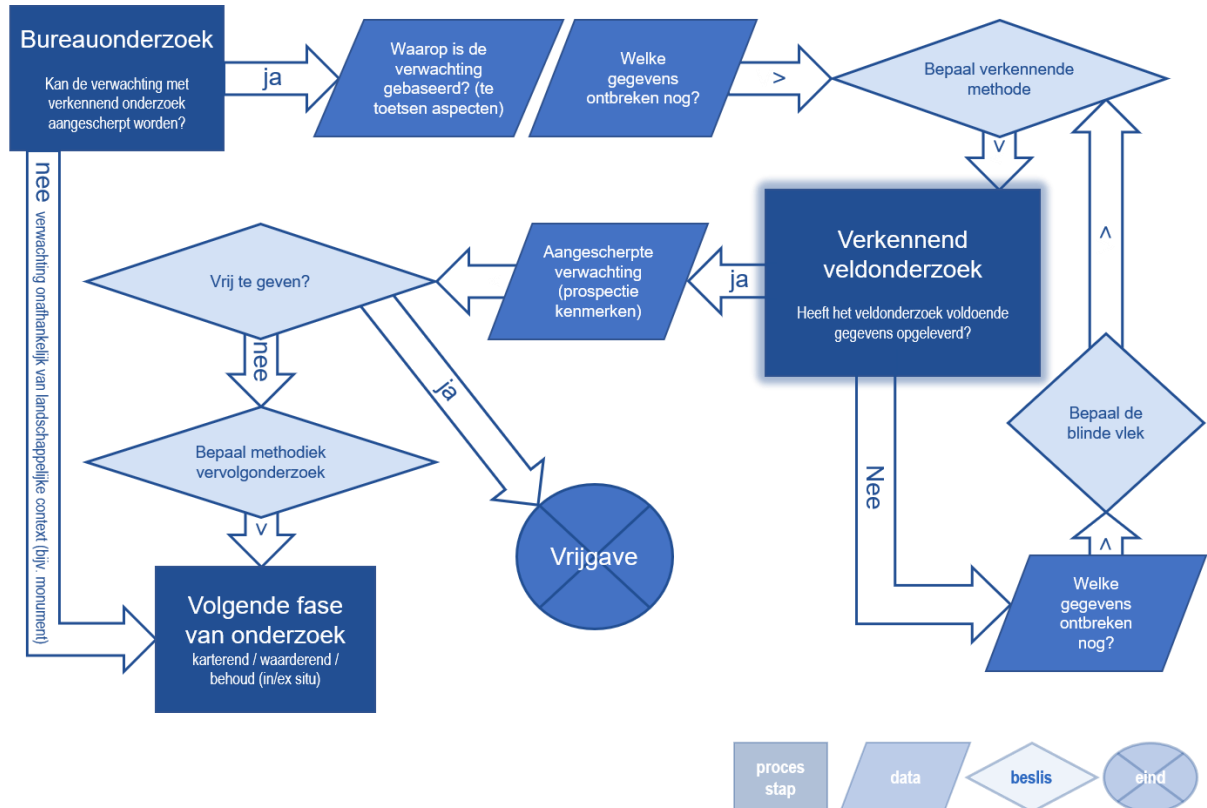 Bureauonderzoek
Kan de verwachting met
verkennend onderzoek
aangescherpt worden?
ja
Waarop is de
verwachting
gebaseerd? (te
toetsen aspecten)
Welke
gegevens
ontbreken nog?
>
Bepaal verkennende
methode
>
nee verwachting onafhankelijk van landschappelijke context (bijv. monument)
Vrij te geven?
Aangescherpte
verwachting
(prospectie
kenmerken)
ja
Verkennend
veldonderzoek
Heeft het veldonderzoek voldoende
gegevens opgeleverd?
>
nee
ja
Bepaal methodiek
vervolgonderzoek
Bepaal de
blinde vlek
Nee
>
Vrijgave
>
Volgende fase
van onderzoek
karterend / waarderend /
behoud (in/ex situ)
Welke
gegevens
ontbreken
nog?
proces
stap
data
beslis
eind